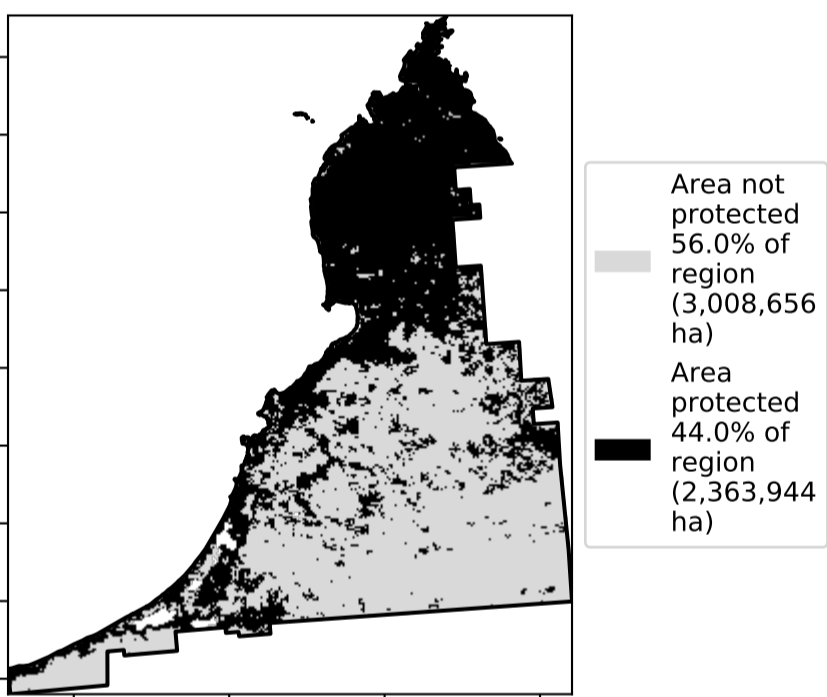 Area not
protected
56.0% of
region
(3,008,656
ha)
Area
protected
44.0% of
region
(2,363,944
ha)